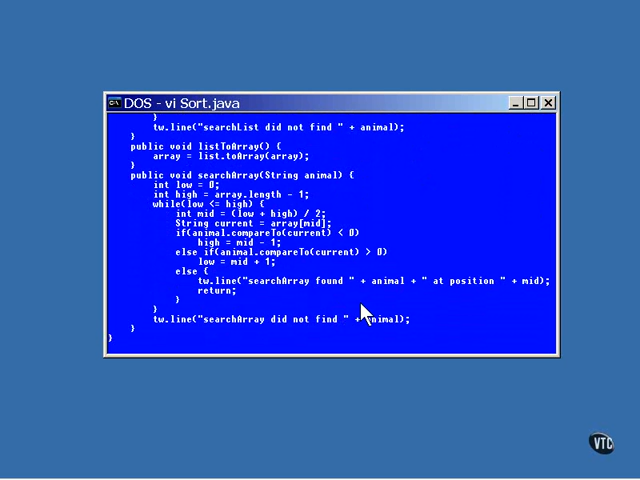 DOS - vi Sort.java
}
tw.line("searchList did not find " + animal);
}
public void listToArray() {
array = list.toArray(array);
}
public void searchArray(String animal) {
int low = 0;
int high = array.length - 1;
while(low <= high) {
int mid = (low + high) / 2;
String current = array[mid];
if(animal.compareTo(current) < 0)
high = mid - 1;
else if(animal.compareTo(current) > 0)
low = mid + 1;
else {
tw.line("searchArray found " + animal + " at position " + mid);
return;
}
}
tw.line("searchArray did not find " + animal);
}
}
VTC